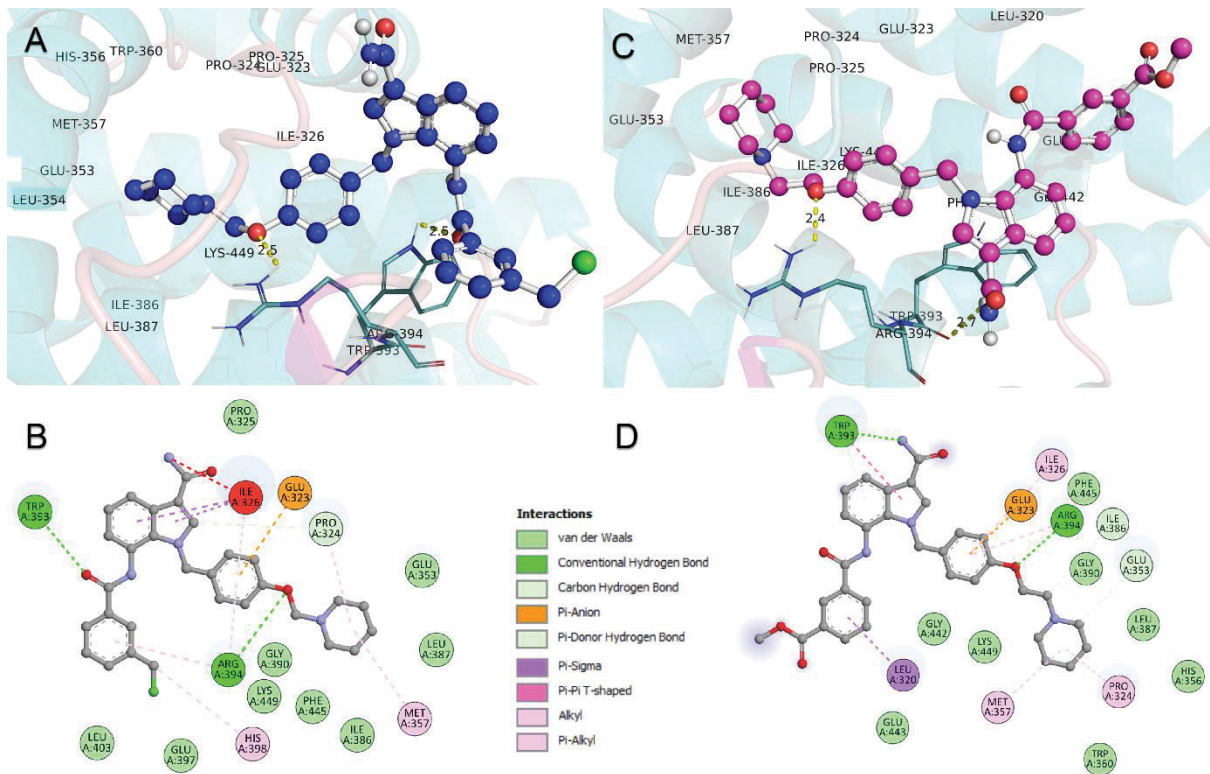 A
HIS-356
TRP-360
PRO-324
PRO-325
GLU-323
MET-357
ILE-326
GLU-353
LEU-354
LYS-449
2.5
2.5
ILE-386
LEU-387
ARG-394
TRP-393
C
LEU-320
MET-357
PRO-324
GLU-323
PRO-325
GLU-353
ILE-326
ILE-386
LEU-387
2.4
TRP-393
ARG-394
2.7
B
PRO
A:325
TRP
A:393
ILE
A:326
GLU
A:323
PRO
A:324
GLU
A:353
LEU
A:387
ARG
A:394
GLY
A:390
LYS
A:449
PHE
A:445
ILE
A:386
MET
A:357
LEU
A:403
GLU
A:397
HIS
A:398
Interactions
van der Waals
Conventional Hydrogen Bond
Carbon Hydrogen Bond
Pi-Anion
Pi-Donor Hydrogen Bond
Pi-Sigma
Pi-Pi T-shaped
Alkyl
Pi-Alkyl
D
TRP
A:393
ILE
A:326
GLU
A:323
PHE
A:445
ARG
A:394
ILE
A:386
GLY
A:390
GLU
A:353
GLY
A:442
LYS
A:449
LEU
A:387
HIS
A:356
LEU
A:320
MET
A:357
PRO
A:324
GLU
A:443
TRP
A:360